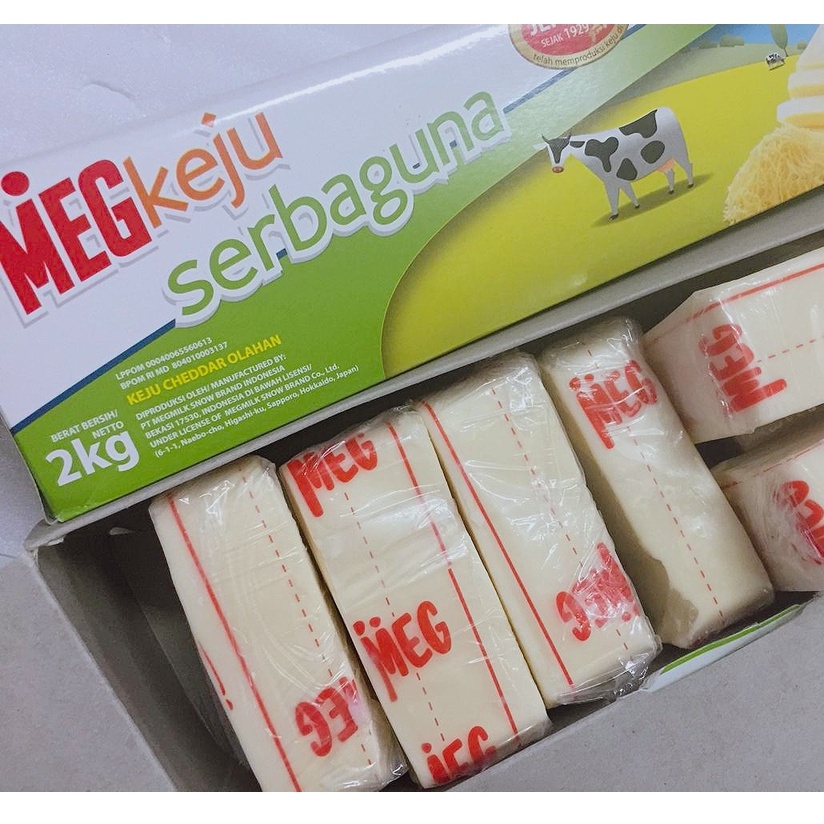 SEJAK 1929
telah memproduksi keju d
MEG keju
serbaguna
LPPOM 00040065560613
BPOM RI MD 804010003137
KEJU CHEDDAR OLAHAN
BERAT BERSIH/
NETTO
2kg
DIPRODUKSI OLEH/ MANUFACTURED BY:
PT MEGMILK SNOW BRAND INDONESIA
BEKASI 17530, INDONESIA DI BAWAH LISENSI/
UNDER LICENSE OF MEGMILK SNOW BRAND Co., Ltd.
(6-1-1, Naebo-cho, Higashi-ku, Sapporo, Hokkaido, Japan)
MEG
MEG
MEG
MEG
MEG
MEG
MEG